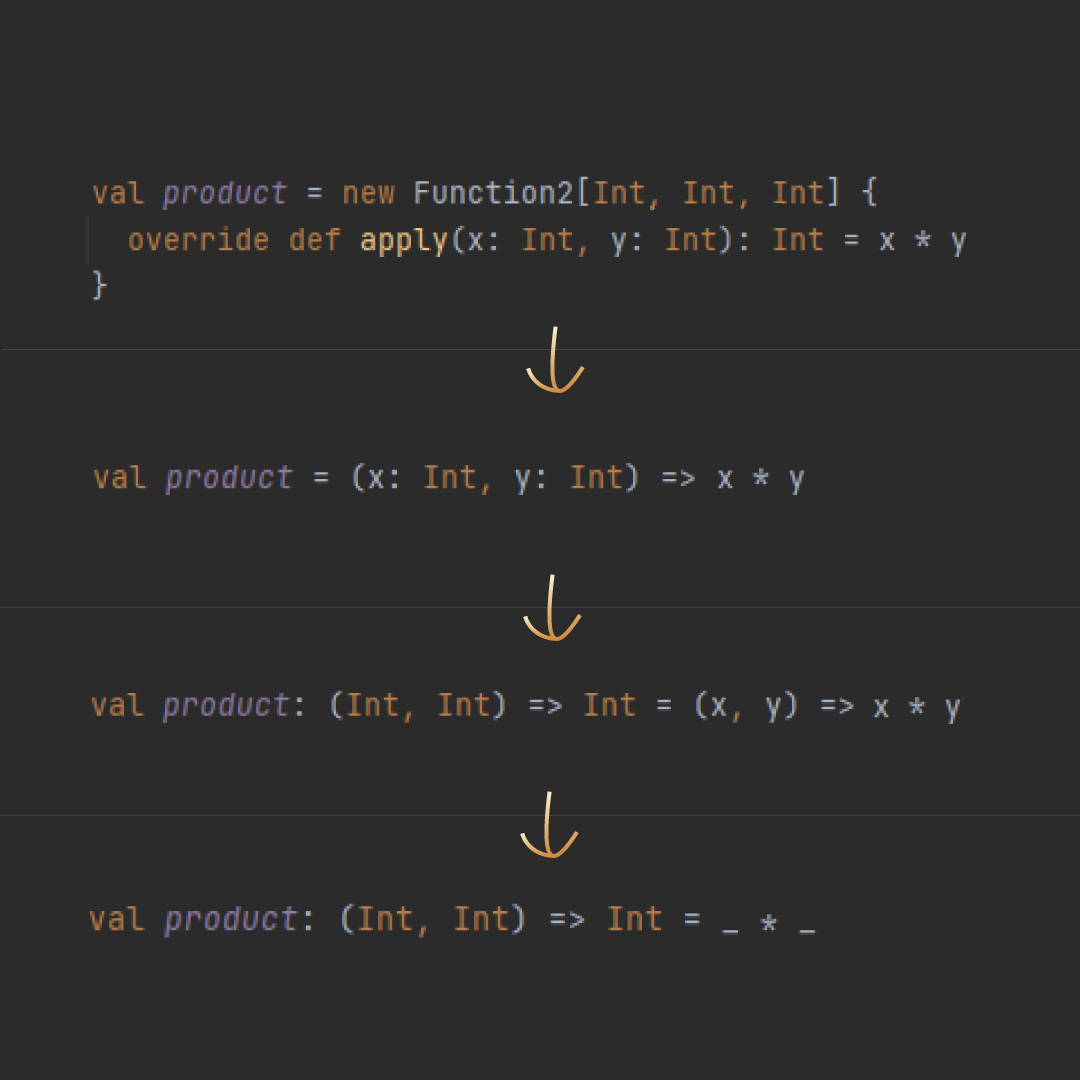 val product = new Function2[Int, Int, Int] {
  override def apply(x: Int, y: Int): Int = x * y
}
val product = (x: Int, y: Int) => x * y
val product: (Int, Int) => Int = (x, y) => x * y
val product: (Int, Int) => Int = _ * _